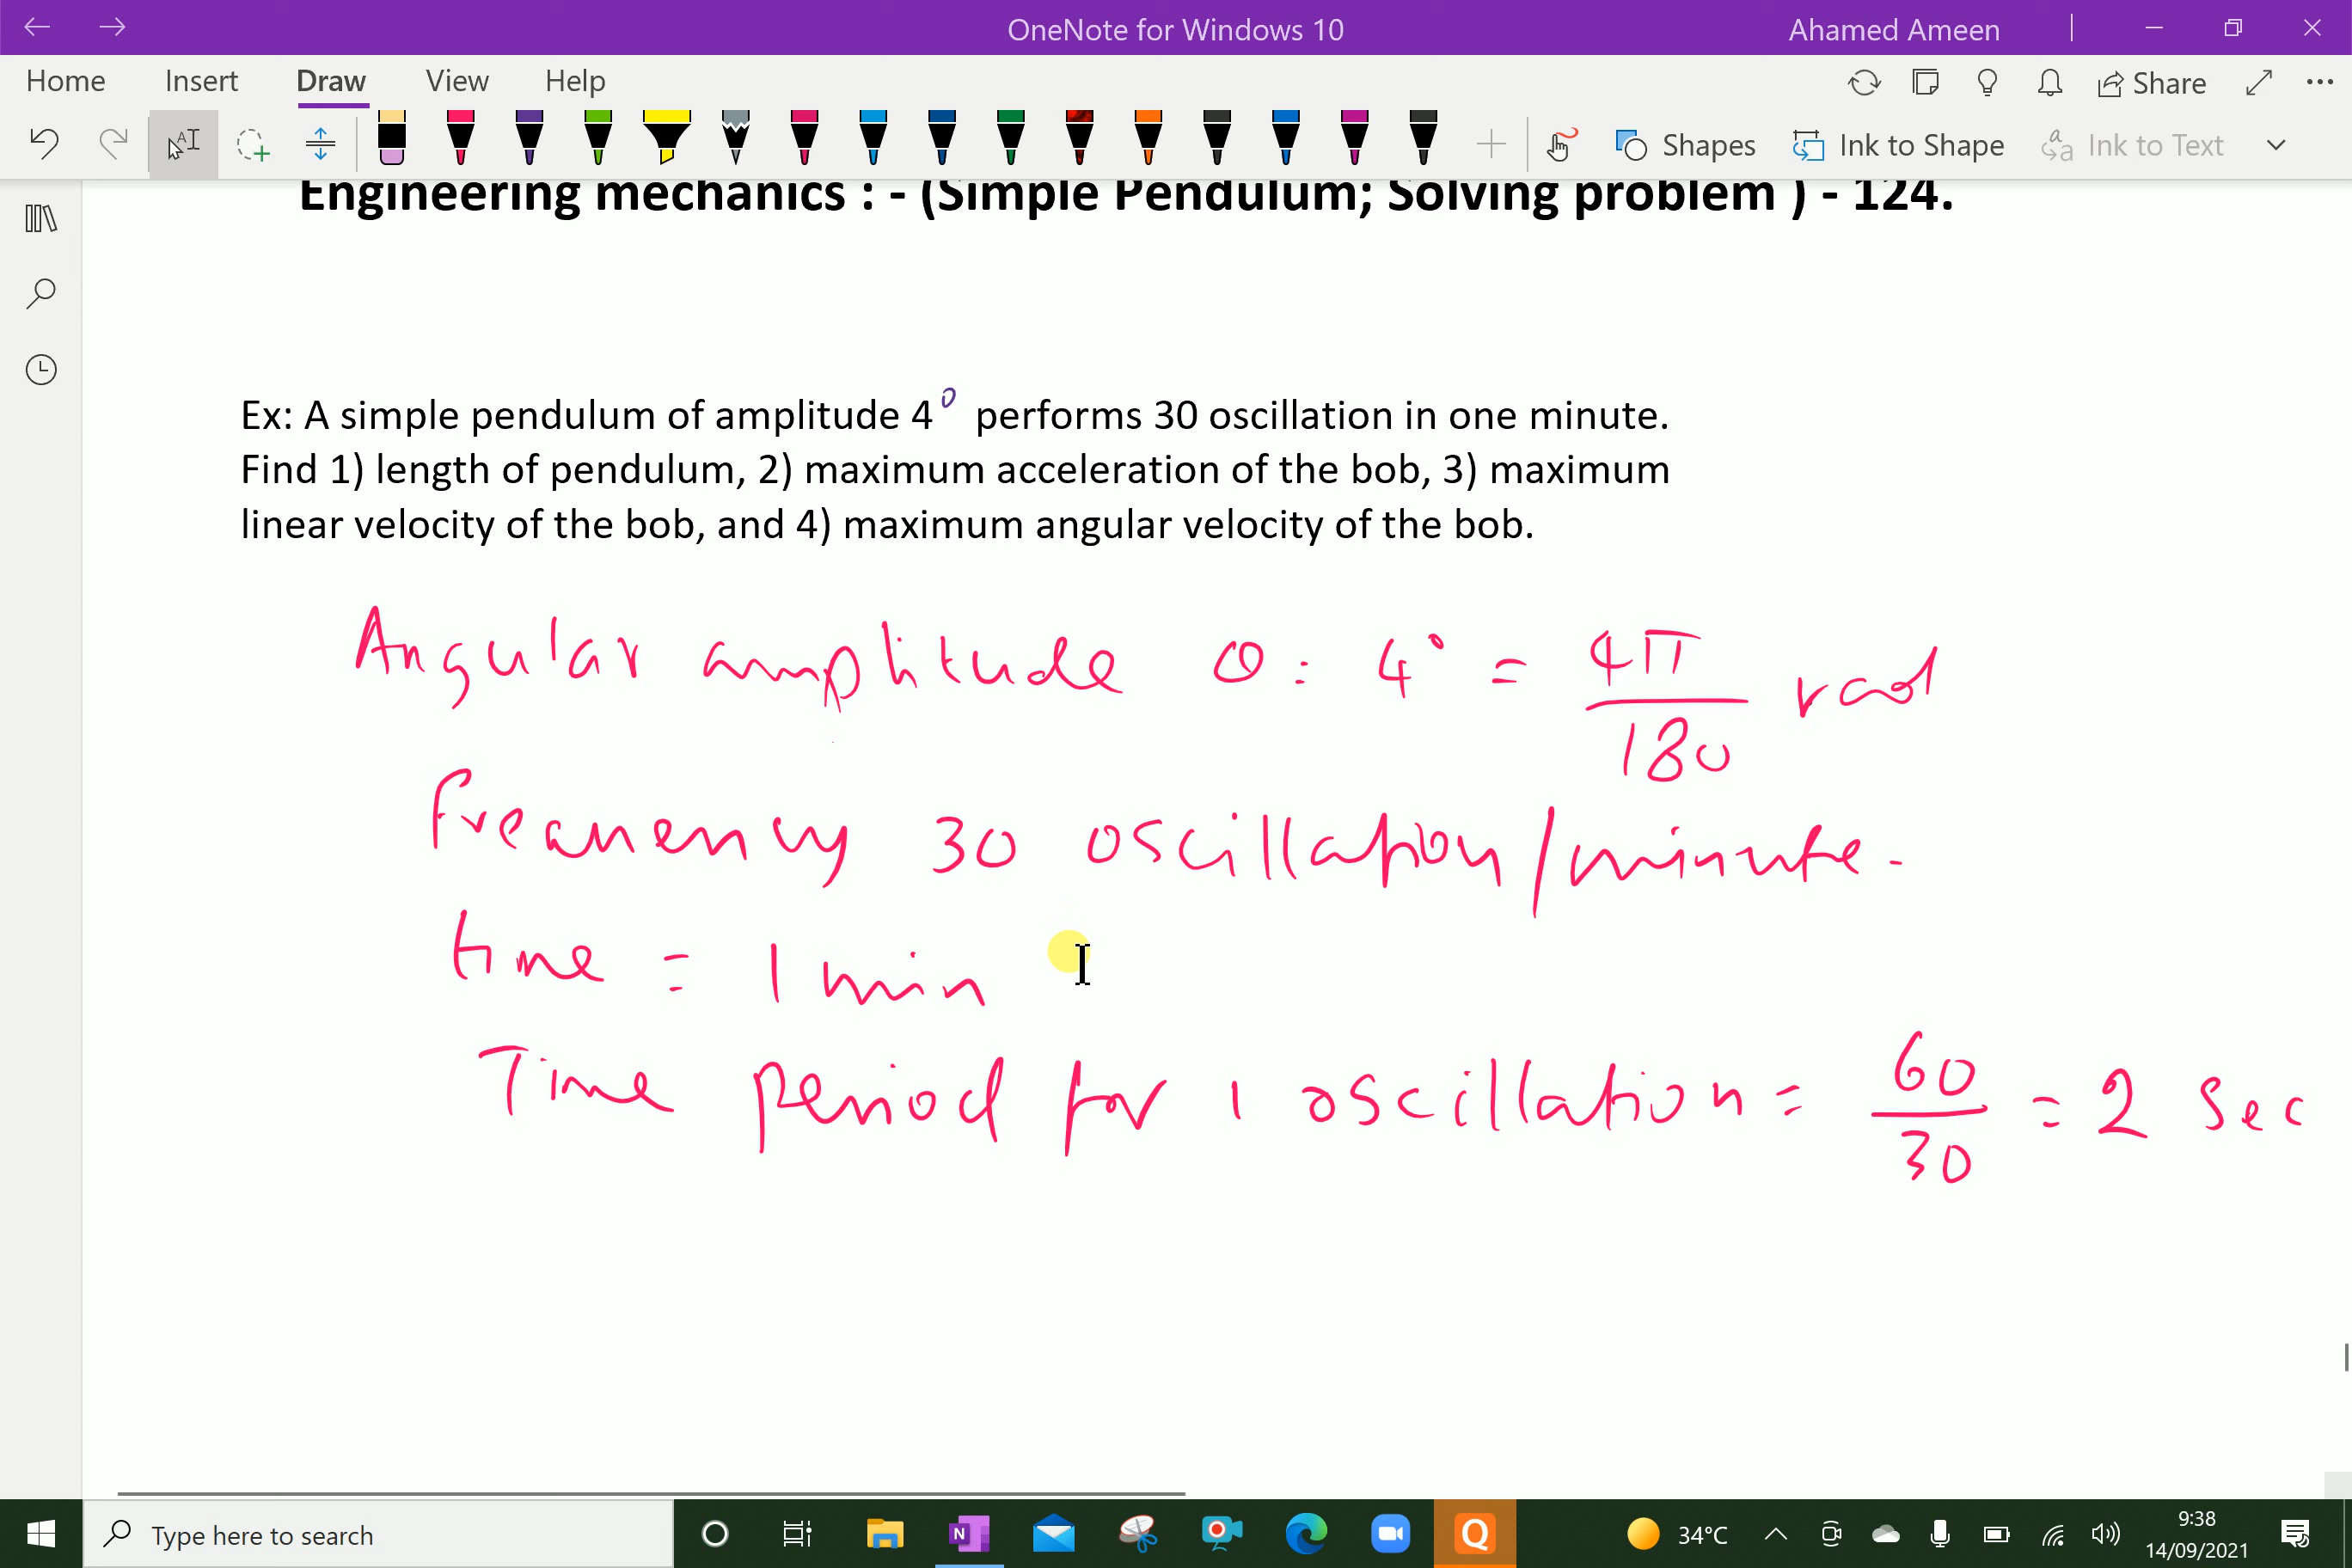 OneNote for Windows 10 Ahamed Ameen
Home Insert Draw View Help Share
Shapes Ink to Shape Ink to Text
Engineering mechanics : - (Simple Pendulum; Solving problem ) - 124.
Ex: A simple pendulum of amplitude 4° performs 30 oscillation in one minute.
Find 1) length of pendulum, 2) maximum acceleration of the bob, 3) maximum
linear velocity of the bob, and 4) maximum angular velocity of the bob.
Angular amplitude θ : 4° = 4π/180 rad
frequency 30 oscillation/minute.
time = 1 min
Time period for 1 oscillation = 60/30 = 2 Sec
Type here to search 34°C 9:38
14/09/2021